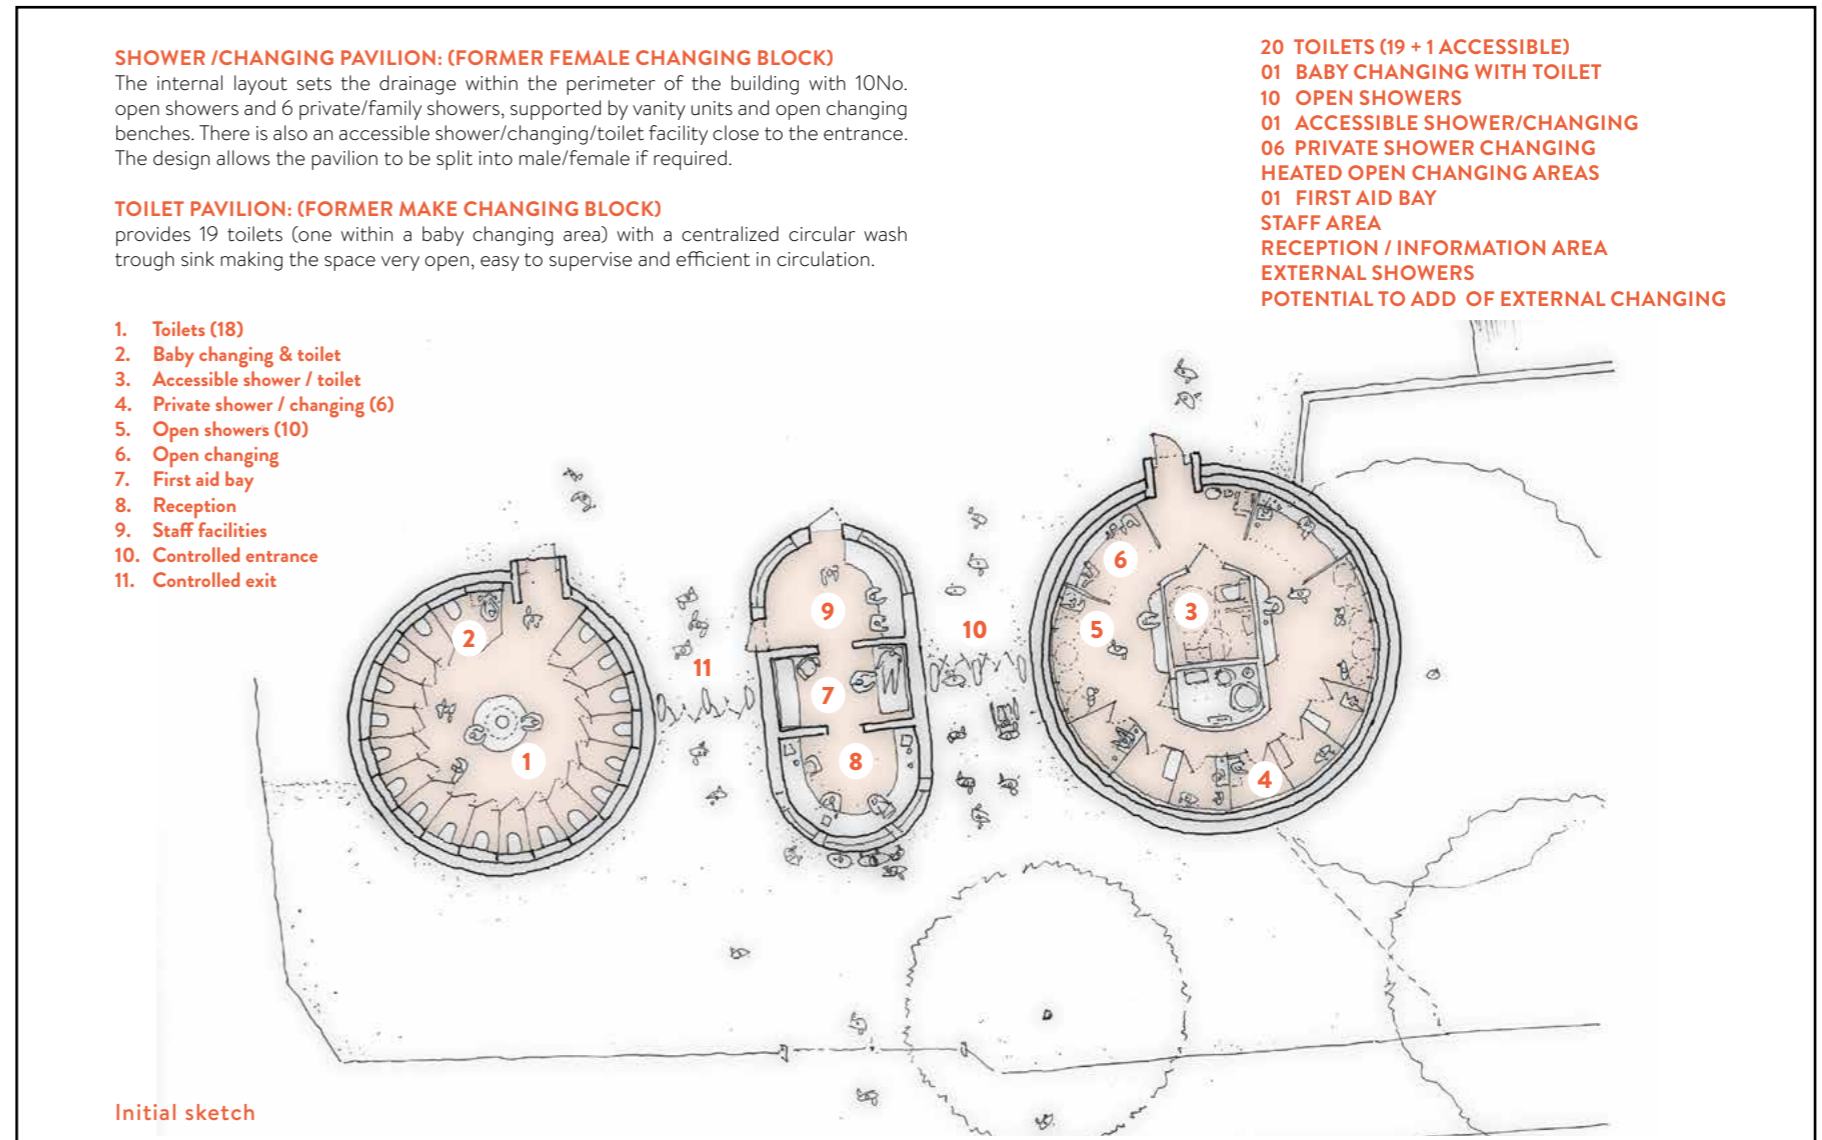 SHOWER /CHANGING PAVILION: (FORMER FEMALE CHANGING BLOCK)
The internal layout sets the drainage within the perimeter of the building with 10No.
open showers and 6 private/family showers, supported by vanity units and open changing
benches. There is also an accessible shower/changing/toilet facility close to the entrance.
The design allows the pavilion to be split into male/female if required.
TOILET PAVILION: (FORMER MAKE CHANGING BLOCK)
provides 19 toilets (one within a baby changing area) with a centralized circular wash
trough sink making the space very open, easy to supervise and efficient in circulation.
20 TOILETS (19 + 1 ACCESSIBLE)
01 BABY CHANGING WITH TOILET
10 OPEN SHOWERS
01 ACCESSIBLE SHOWER/CHANGING
06 PRIVATE SHOWER CHANGING
HEATED OPEN CHANGING AREAS
01 FIRST AID BAY
STAFF AREA
RECEPTION / INFORMATION AREA
EXTERNAL SHOWERS
POTENTIAL TO ADD OF EXTERNAL CHANGING
1. Toilets (18)
2. Baby changing & toilet
3. Accessible shower / toilet
4. Private shower / changing (6)
5. Open showers (10)
6. Open changing
7. First aid bay
8. Reception
9. Staff facilities
10. Controlled entrance
11. Controlled exit
6
9
3
10
5
2
11
7
1
8
4
Initial sketch